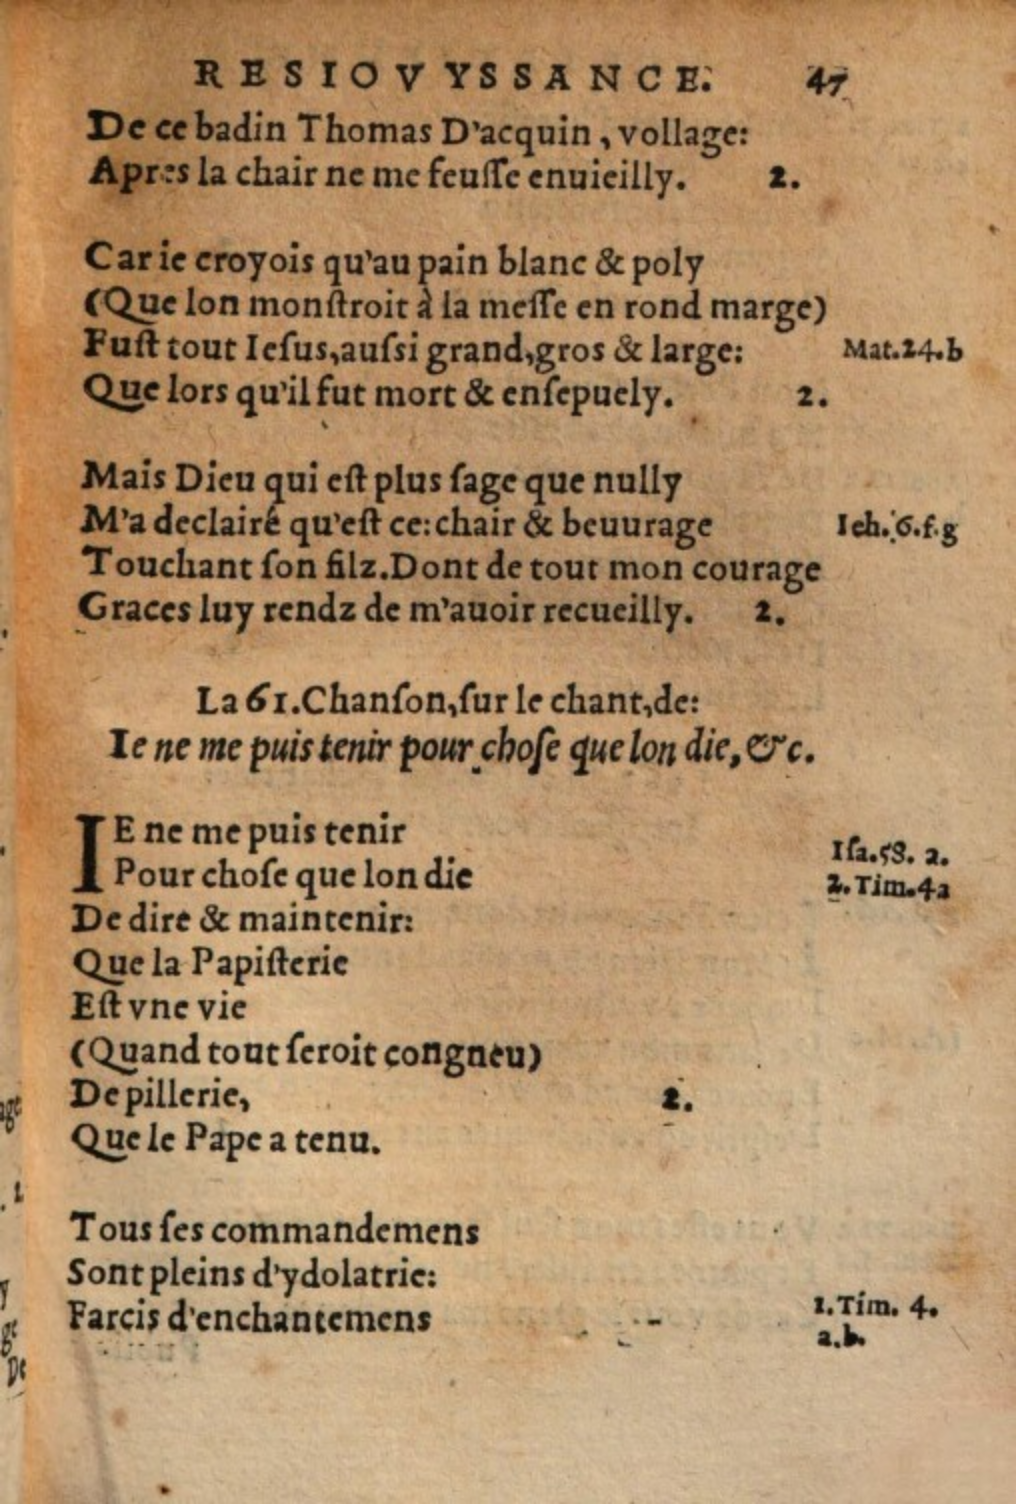 RESIOVYSSANCE. 47
De ce badin Thomas D'acquin, vollage:
Apres la chair ne me feusse enuieilly. 2.
Car ie croyois qu'au pain blanc & poly
(Que lon monstroit à la messe en rond marge)
Fust tout Iesus, aussi grand, gros & large: Mat.24.b
Que lors qu'il fut mort & ensepuely. 2.
Mais Dieu qui est plus sage que nully
M'a declairé qu'est ce: chair & beuurage Ieh.6.f.g
Touchant son filz. Dont de tout mon courage
Graces luy rendz de m'auoir recueilly. 2.
La 61. Chanson, sur le chant, de:
Ie ne me puis tenir pour chose que lon die, &c.
IE ne me puis tenir
Isa.58. 2.
Pour chose que lon die
2.Tim.4a
De dire & maintenir:
Que la Papisterie
Est vne vie
(Quand tout seroit congneu)
De pillerie, 2.
Que le Pape a tenu.
Tous ses commandemens
Sont pleins d'ydolatrie:
Farcis d'enchantemens
1.Tim. 4.
a.b.